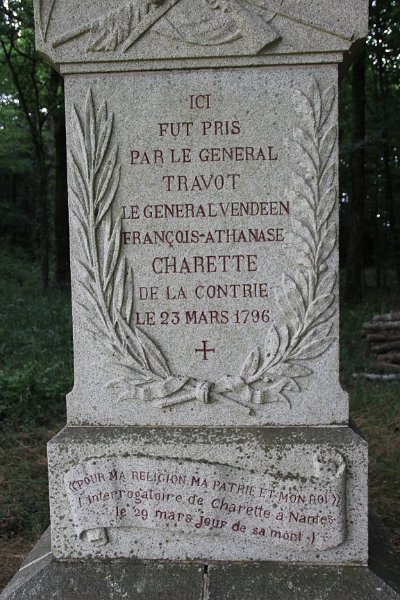 ICI
FUT PRIS
PAR LE GENERAL
TRAVOT
LE GENERAL VENDEEN
FRANÇOIS-ATHANASE
CHARETTE
DE LA CONTRIE
LE 23 MARS 1796
((POUR MA RELIGION MA PATRIE ET MON ROI))
(interrogatoire de Charette à Nantes
le 29 mars jour de sa mort.)